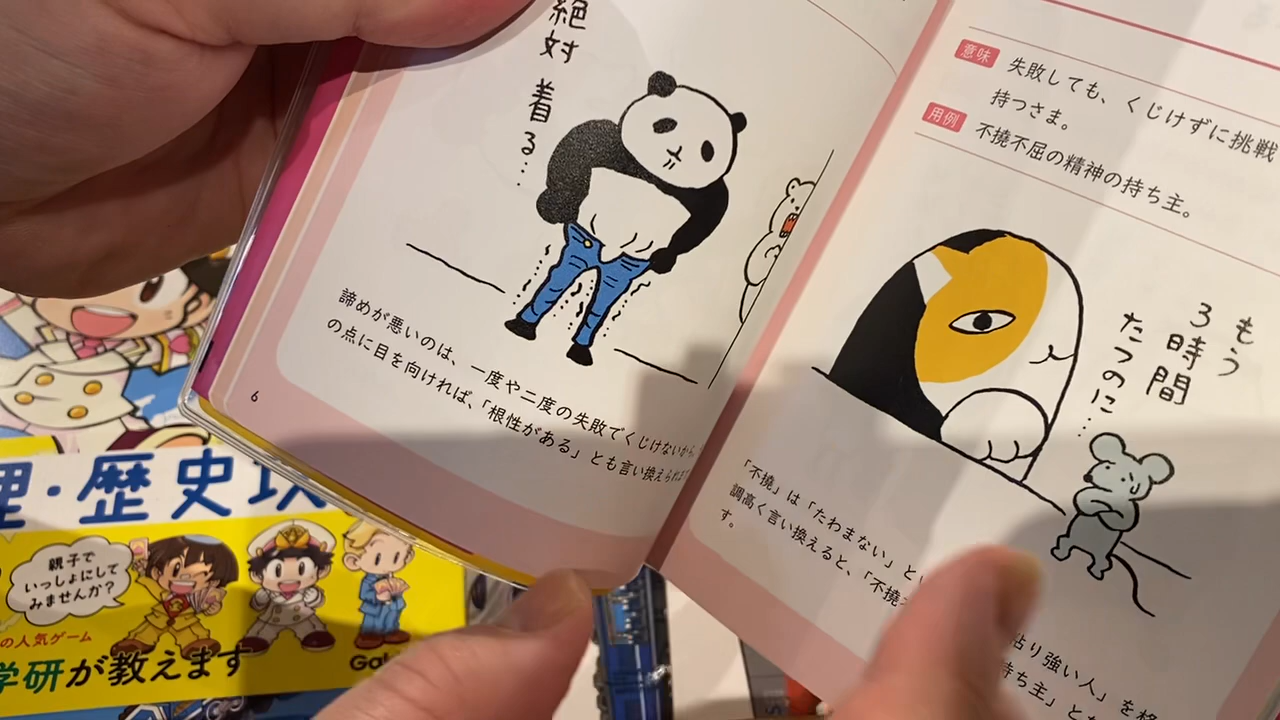 絶対
着る…
諦めが悪いのは、一度や二度の失敗でくじけないから。
の点に目を向ければ、「根性がある」とも言い換えられ
6
意味 失敗しても、くじけずに挑戦
持つさま。
用例 不撓不屈の精神の持ち主。
もう
3時間
たつのに…
「不撓」は「たわまない」と
調高く言い換えると、「不撓
す。
粘り強い人」を
持ち主」と
理・歴史
親子で
いっしょにして
みませんか？
の人気ゲーム
学研が教えます
Gak